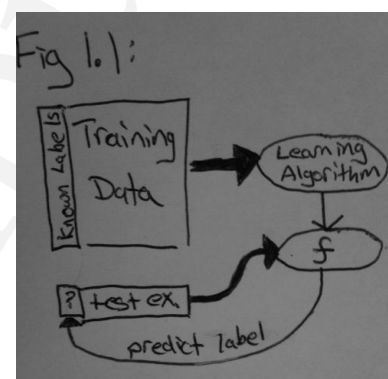 Fig 1.1:
Known Labels
Training
Data
Learning
Algorithm
f
? test ex.
predict label